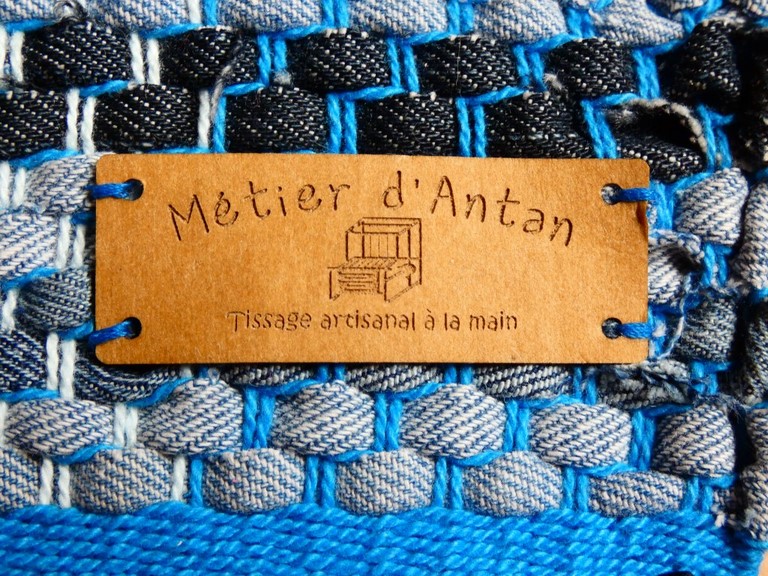 Métier d'Antan
Tissage artisanal à la main